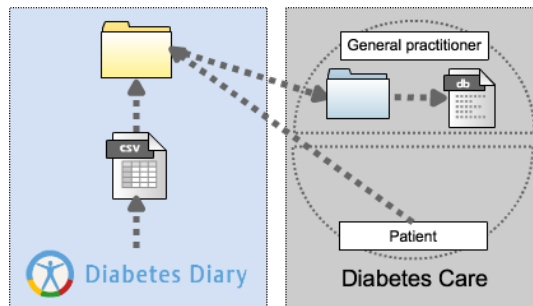 General practitioner
db
CSV
Patient
Diabetes Diary
Diabetes Care